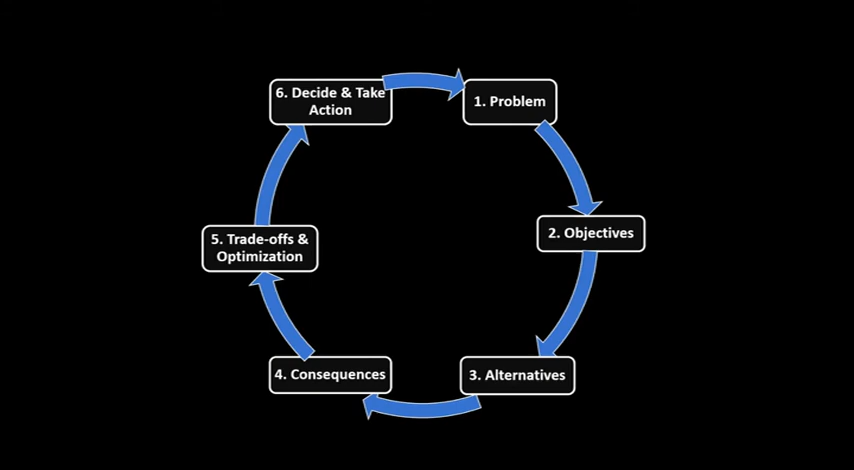 1. Problem
2. Objectives
3. Alternatives
4. Consequences
5. Trade-offs &
Optimization
6. Decide & Take
Action